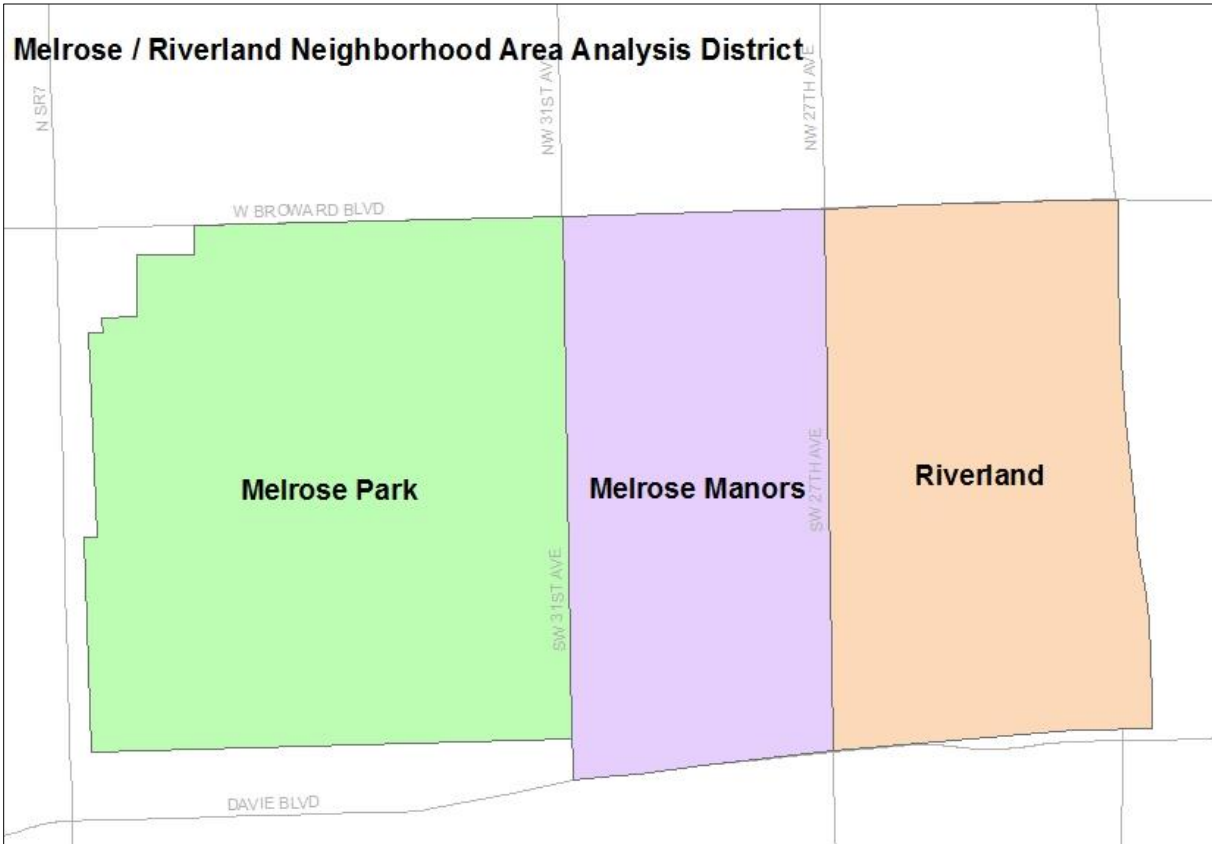 Melrose / Riverland Neighborhood Area Analysis District
N SR7
NW 31ST AVE
NW 27TH AVE
W BROWARD BLVD
Melrose Park
Melrose Manors
Riverland
SW 31ST AVE
SW 27TH AVE
DAVIE BLVD